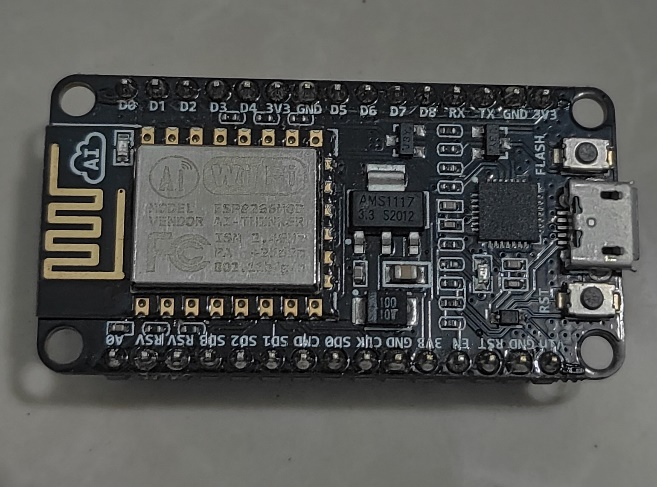 D0 D1 D2 D3 D4 3V3 GND D5 D6 D7 D8 RX TX GND 3V3
FLASH
AI
Ai WiFi
MODEL ESP8266MOD
VENDOR AI-THINKER
ISM 2.4GHz
FC
802.11b/g/n
AMS1117
3.3 S2012
100
10V
RST
A0 RSV RSV SD3 SD2 SD1 CMD SD0 CLK GND 3V3 EN RST GND Vin